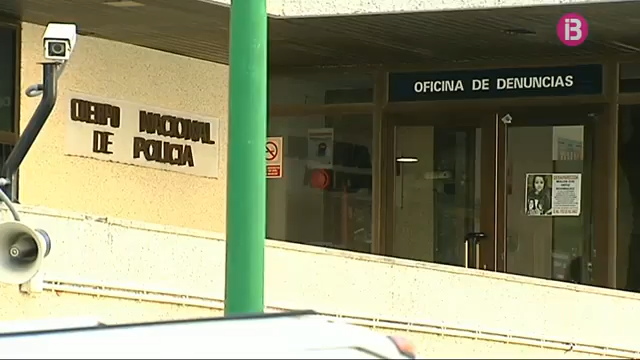 CUERPO NACIONAL
DE POLICIA
OFICINA DE DENUNCIAS
IB